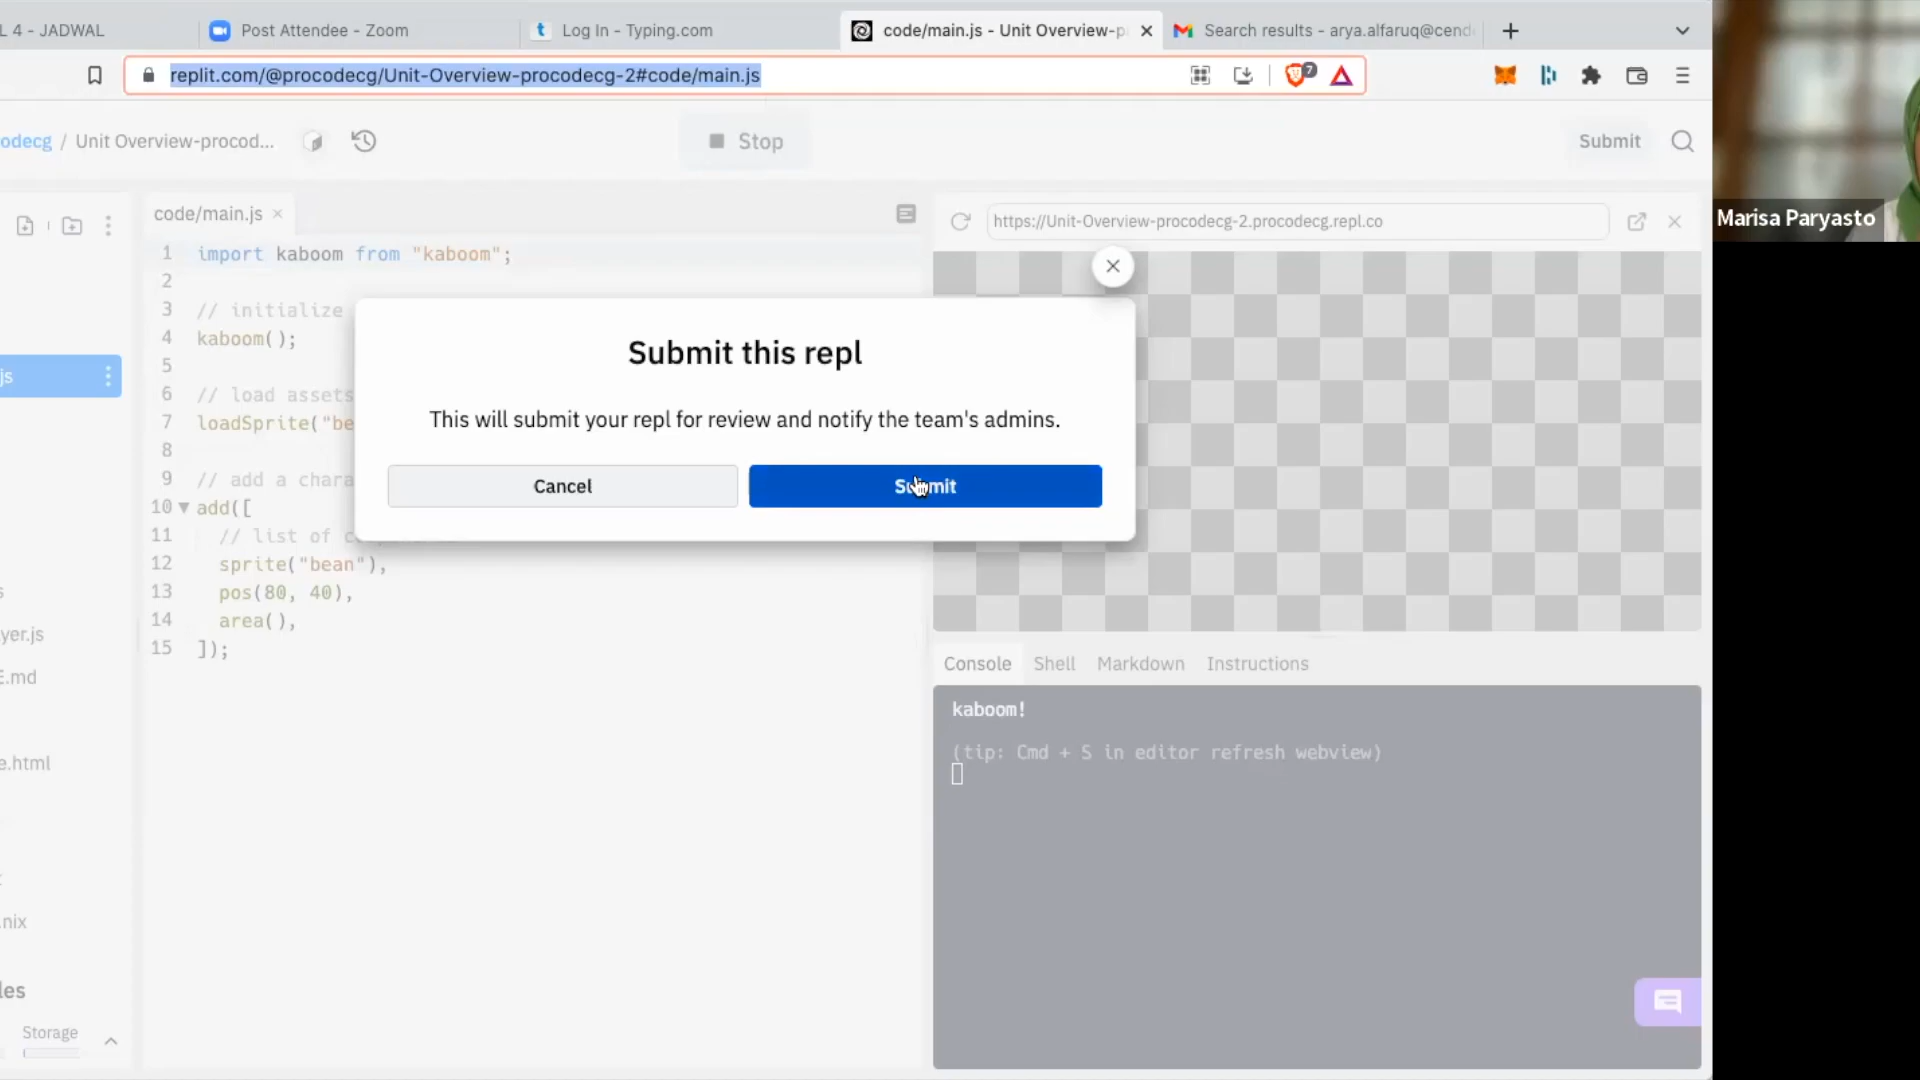 L 4 - JADWAL
Post Attendee - Zoom
t Log In - Typing.com
code/main.js - Unit Overview-p
Search results - arya.alfaruq@cend
replit.com/@procodecg/Unit-Overview-procodecg-2#code/main.js
7
odecg / Unit Overview-procod...
Stop
Submit
Marisa Paryasto
code/main.js
https://Unit-Overview-procodecg-2.procodecg.repl.co
1 import kaboom from "kaboom";
2
3 // initialize
4 kaboom();
5
6 // load assets
7 loadSprite("be
8
9 // add a chara
10 add([
11 // list of c
12 sprite("bean"),
13 pos(80, 40),
14 area(),
15 ]);
Submit this repl
This will submit your repl for review and notify the team's admins.
Cancel
Submit
js
s
yer.js
E.md
e.html
t
.nix
les
Storage
Console
Shell
Markdown
Instructions
kaboom!
(tip: Cmd + S in editor refresh webview)